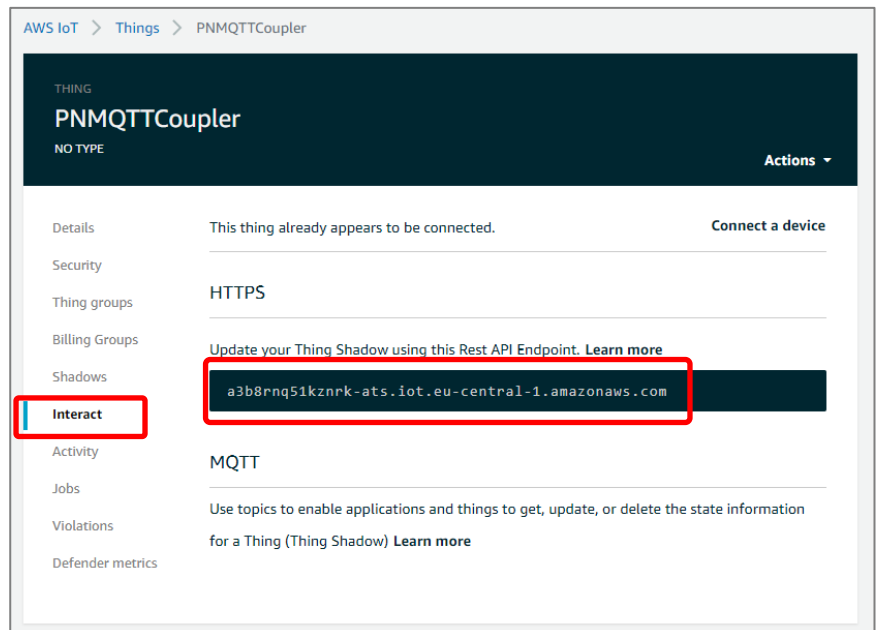 AWS IoT > Things > PNMQTTCoupler
THING
PNMQTTCoupler
NO TYPE
Actions
Details
Security
Thing groups
Billing Groups
Shadows
Interact
Activity
Jobs
Violations
Defender metrics
This thing already appears to be connected.
Connect a device
HTTPS
Update your Thing Shadow using this Rest API Endpoint. Learn more
a3b8rnq51kznrk-ats.iot.eu-central-1.amazonaws.com
MQTT
Use topics to enable applications and things to get, update, or delete the state information
for a Thing (Thing Shadow) Learn more